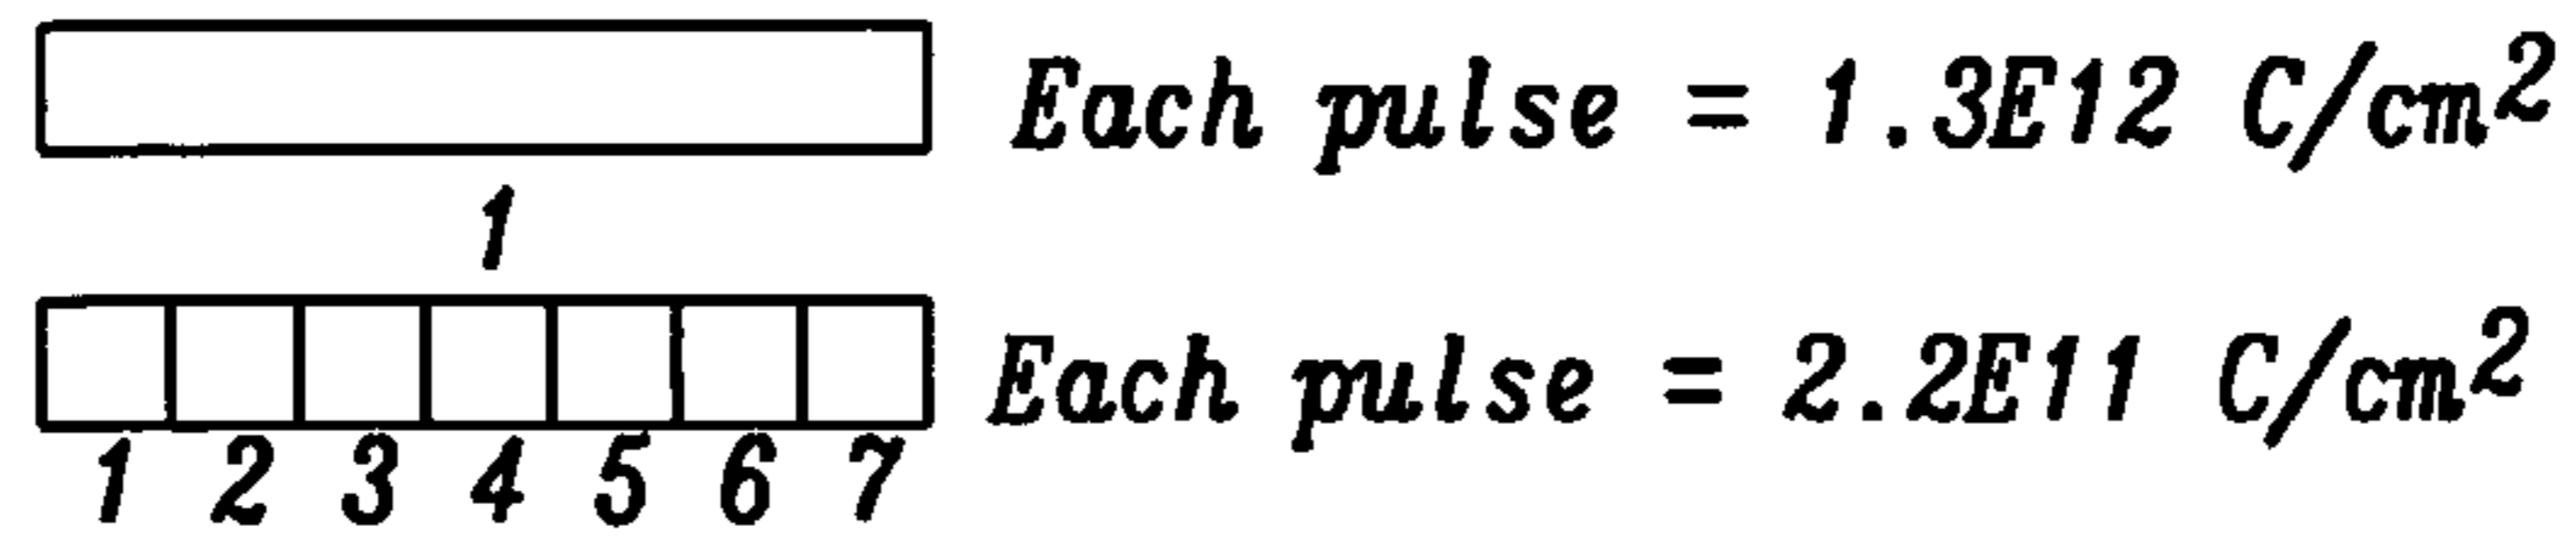 Each pulse = 1.3E12 C/cm²
1
Each pulse = 2.2E11 C/cm²
1 2 3 4 5 6 7